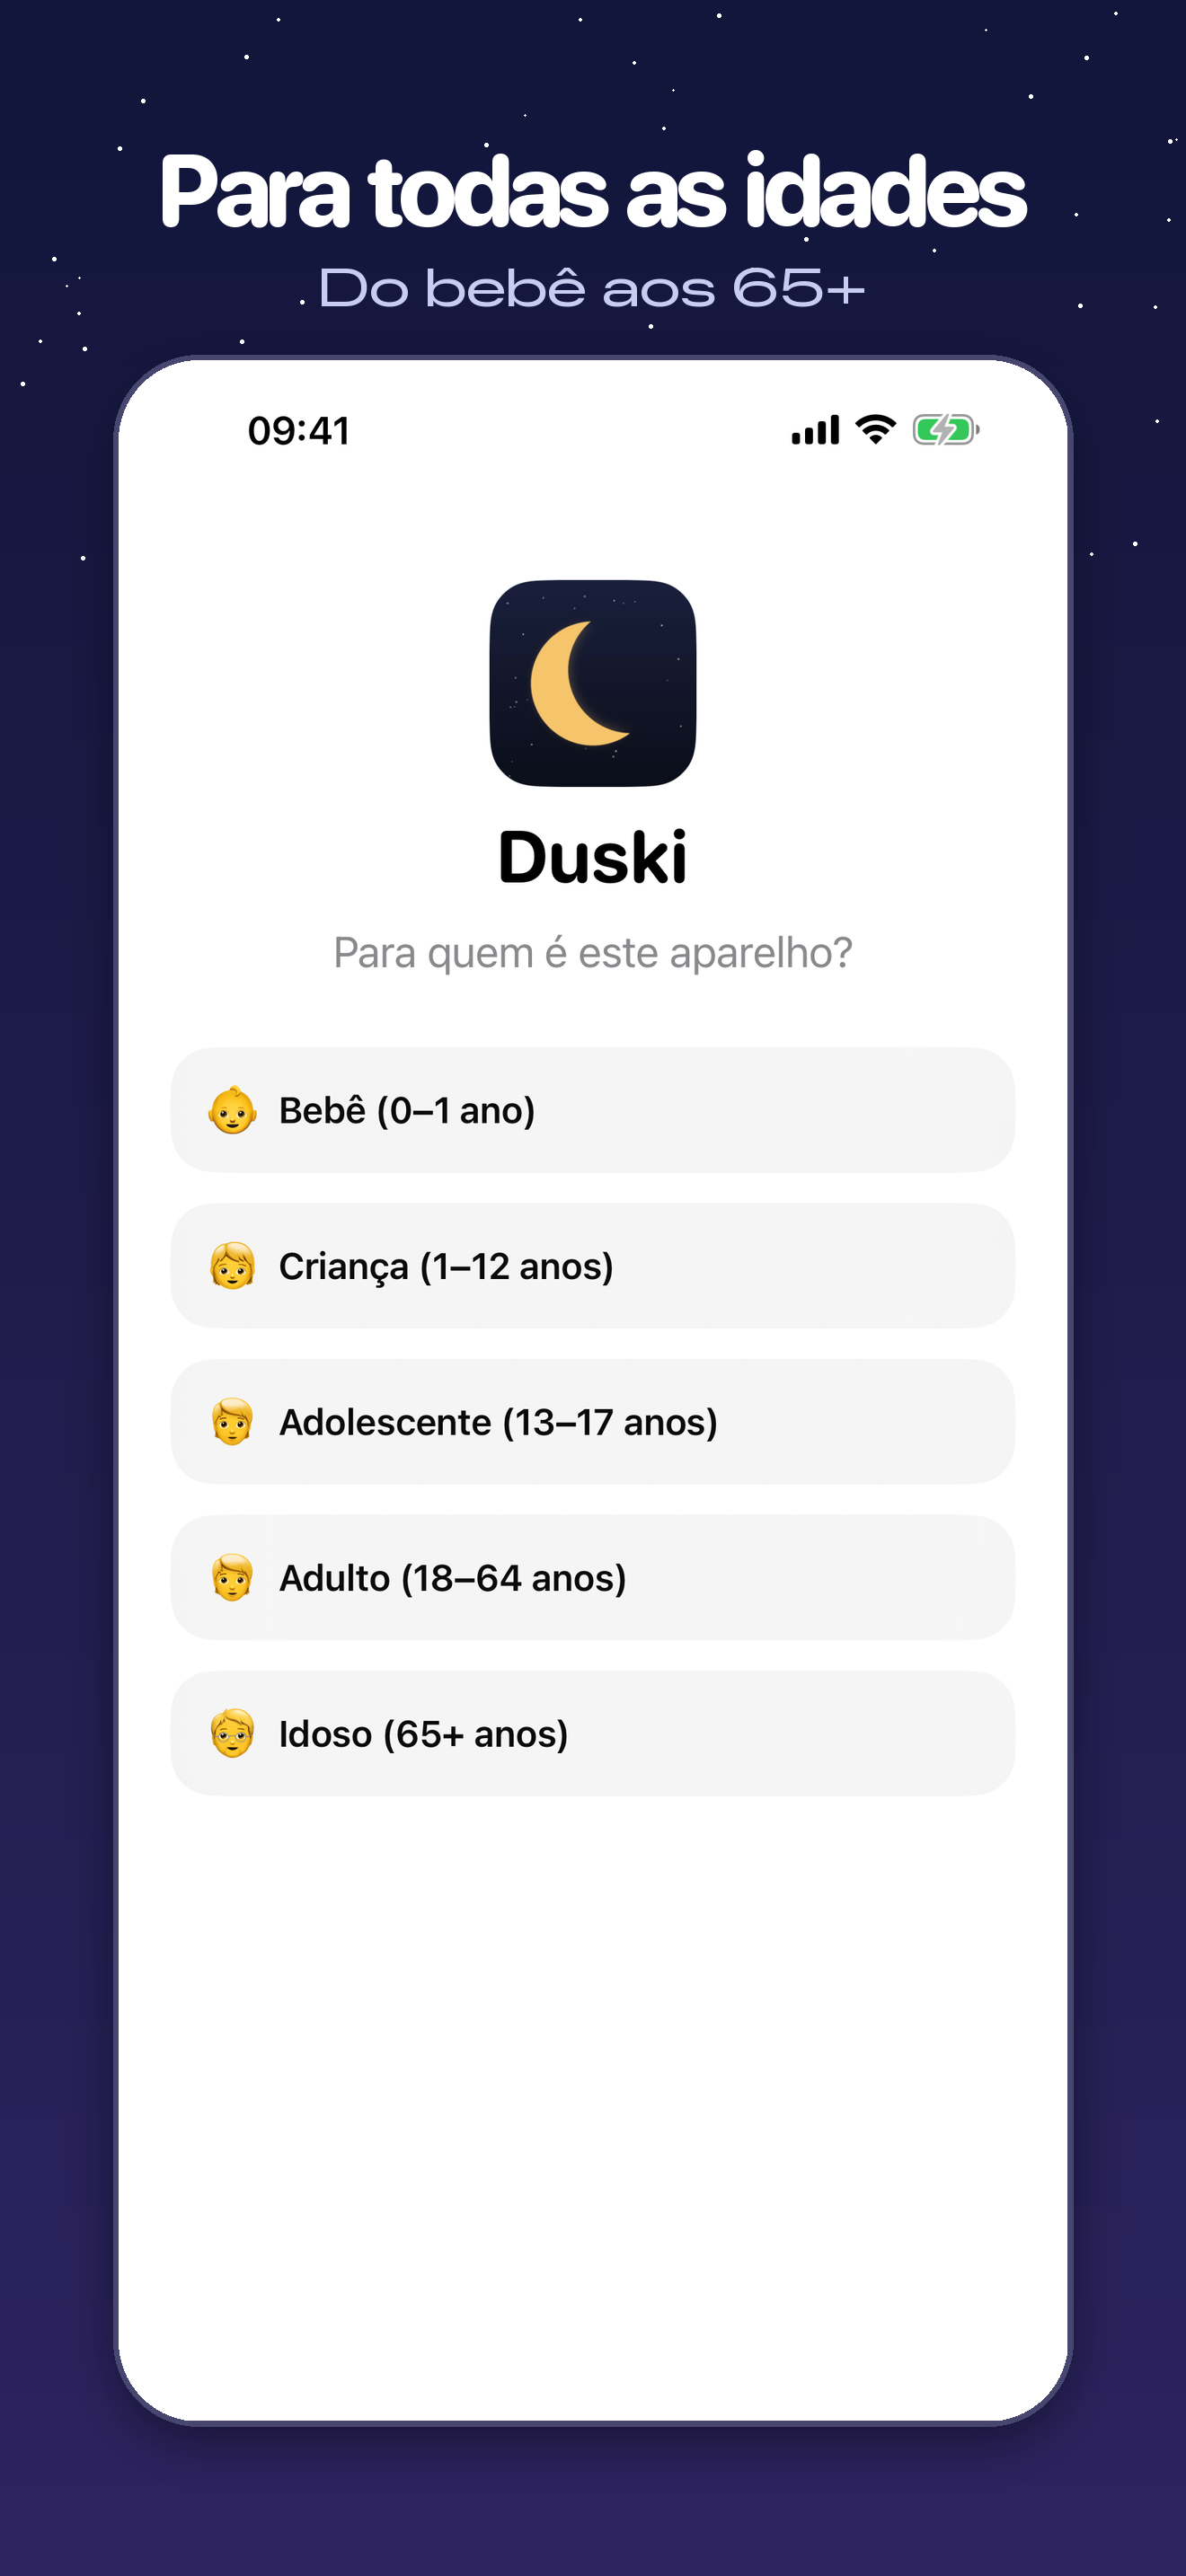 Para todas as idades
Do bebê aos 65+
09:41
Duski
Para quem é este aparelho?
Bebê (0–1 ano)
Criança (1–12 anos)
Adolescente (13–17 anos)
Adulto (18–64 anos)
Idoso (65+ anos)